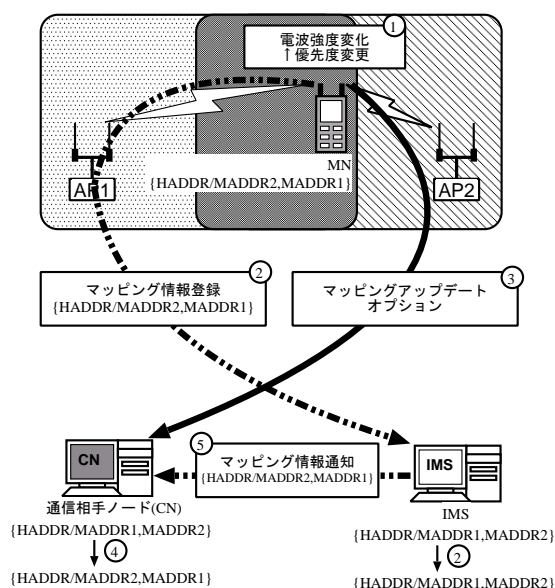 ①
電波強度変化
↑優先度変更
MN
{HADDR/MADDR2,MADDR1}
AP1
AP2
②
マッピング情報登録
{HADDR/MADDR2,MADDR1}
③
マッピングアップデート
オプション
CN
⑤
マッピング情報通知
{HADDR/MADDR2,MADDR1}
IMS
通信相手ノード(CN)
{HADDR/MADDR1,MADDR2}
④
{HADDR/MADDR2,MADDR1}
IMS
{HADDR/MADDR1,MADDR2}
②
{HADDR/MADDR1,MADDR2}